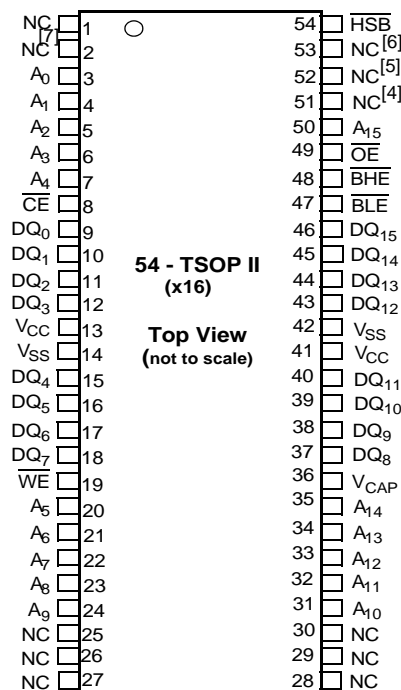 NC 1 54 HSB
[7]
NC 2 53 NC[6]
A0 3 52 NC[5]
A1 4 51 NC[4]
A2 5 50 A15
A3 6 49 OE
A4 7 48 BHE
CE 8 47 BLE
DQ0 9 46 DQ15
DQ1 10 45 DQ14
DQ2 11 44 DQ13
DQ3 12 43 DQ12
VCC 13 42 VSS
VSS 14 41 VCC
DQ4 15 40 DQ11
DQ5 16 39 DQ10
DQ6 17 38 DQ9
DQ7 18 37 DQ8
WE 19 36 VCAP
A5 20 35 A14
A6 21 34 A13
A7 22 33 A12
A8 23 32 A11
A9 24 31 A10
NC 25 30 NC
NC 26 29 NC
NC 27 28 NC
54 - TSOP II
(x16)
Top View
(not to scale)